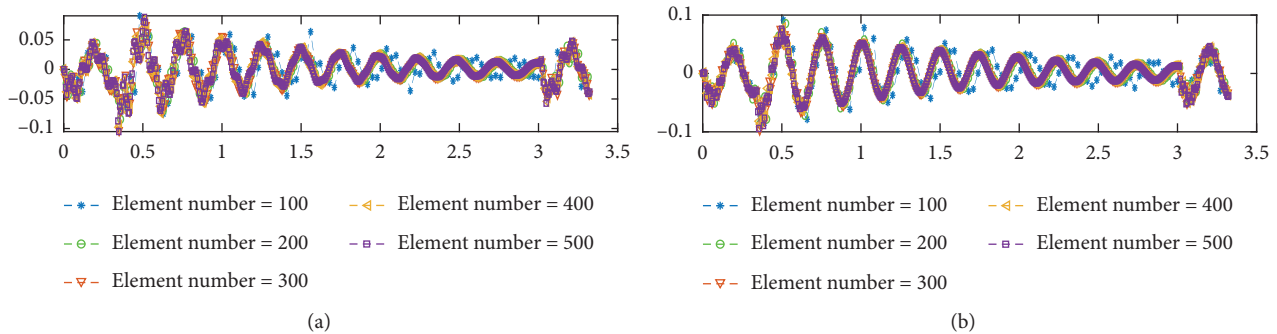 0.05
0
−0.05
−0.1
0 0.5 1 1.5 2 2.5 3 3.5
Element number = 100
Element number = 200
Element number = 300
Element number = 400
Element number = 500
(a)
0.1
0
−0.1
0 0.5 1 1.5 2 2.5 3 3.5
Element number = 100
Element number = 200
Element number = 300
Element number = 400
Element number = 500
(b)